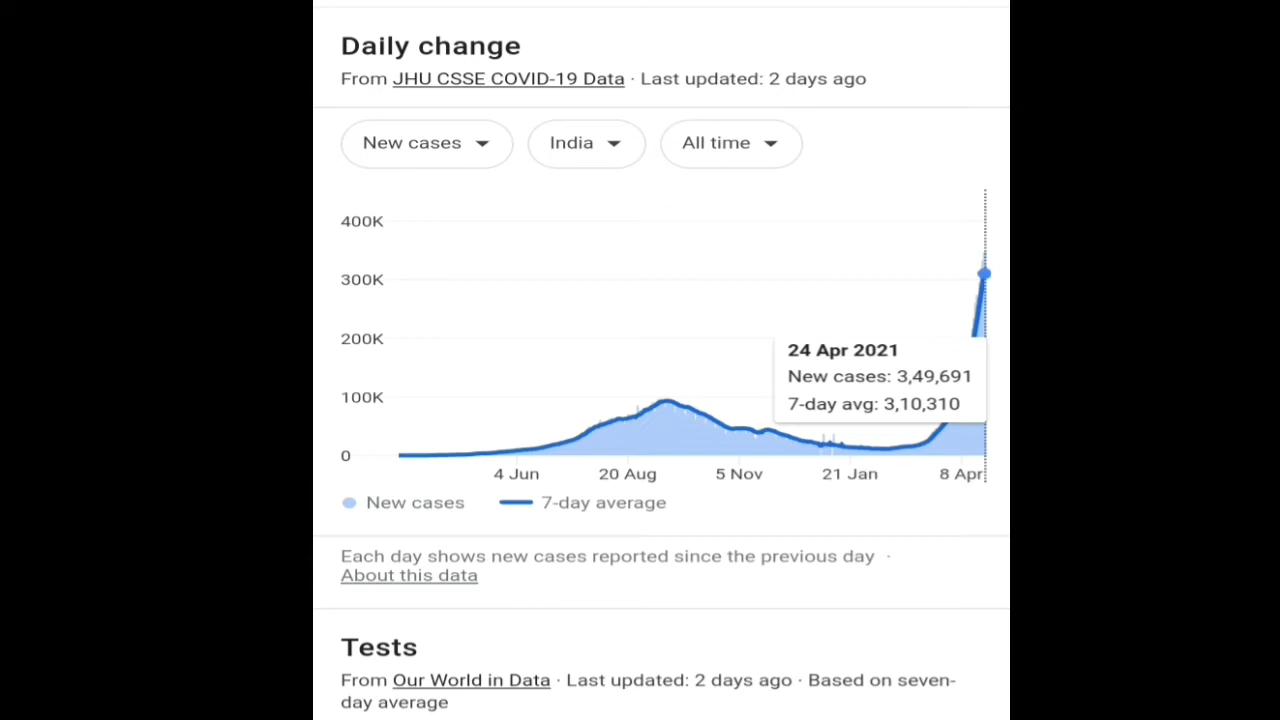 Daily change
From JHU CSSE COVID-19 Data · Last updated: 2 days ago
New cases India All time
400K
300K
200K
100K
0
24 Apr 2021
New cases: 3,49,691
7-day avg: 3,10,310
4 Jun 20 Aug 5 Nov 21 Jan 8 Apr
New cases 7-day average
Each day shows new cases reported since the previous day ·
About this data
Tests
From Our World in Data · Last updated: 2 days ago · Based on seven-
day average